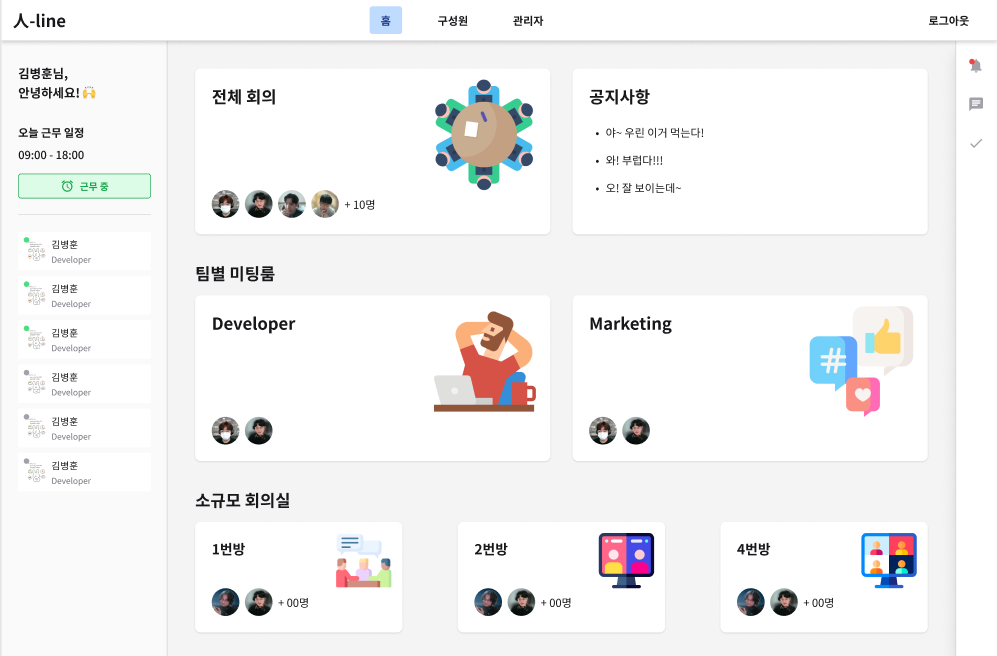 人-line
홈
구성원
관리자
로그아웃
김병훈님,
안녕하세요! 🙌
오늘 근무 일정
09:00 - 18:00
근무 중
김병훈
Developer
김병훈
Developer
김병훈
Developer
김병훈
Developer
김병훈
Developer
김병훈
Developer
전체 회의
+ 10명
공지사항
• 야~ 우린 이거 먹는다!
• 와! 부럽다!!!
• 오! 잘 보이는데~
팀별 미팅룸
Developer
Marketing
#
소규모 회의실
1번방
+ 00명
2번방
+ 00명
4번방
+ 00명